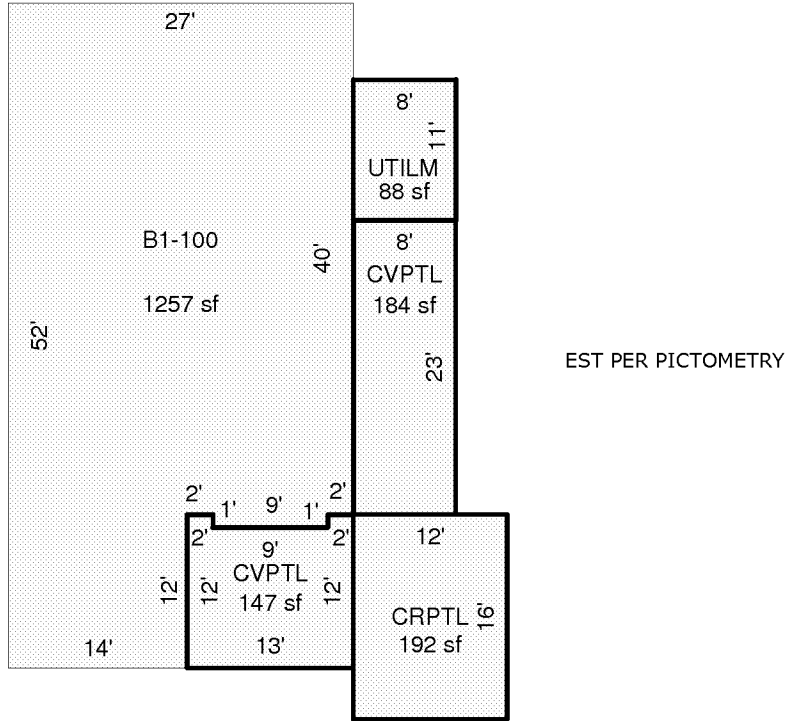 27'
8'
11'
UTILM
88 sf
B1-100
1257 sf
40'
8'
CVPTL
184 sf
52'
23'
EST PER PICTOMETRY
2'
1'
9'
1'
2'
2'
9'
2'
12'
12'
12'
CVPTL
147 sf
13'
14'
12'
CRPTL
192 sf
16'